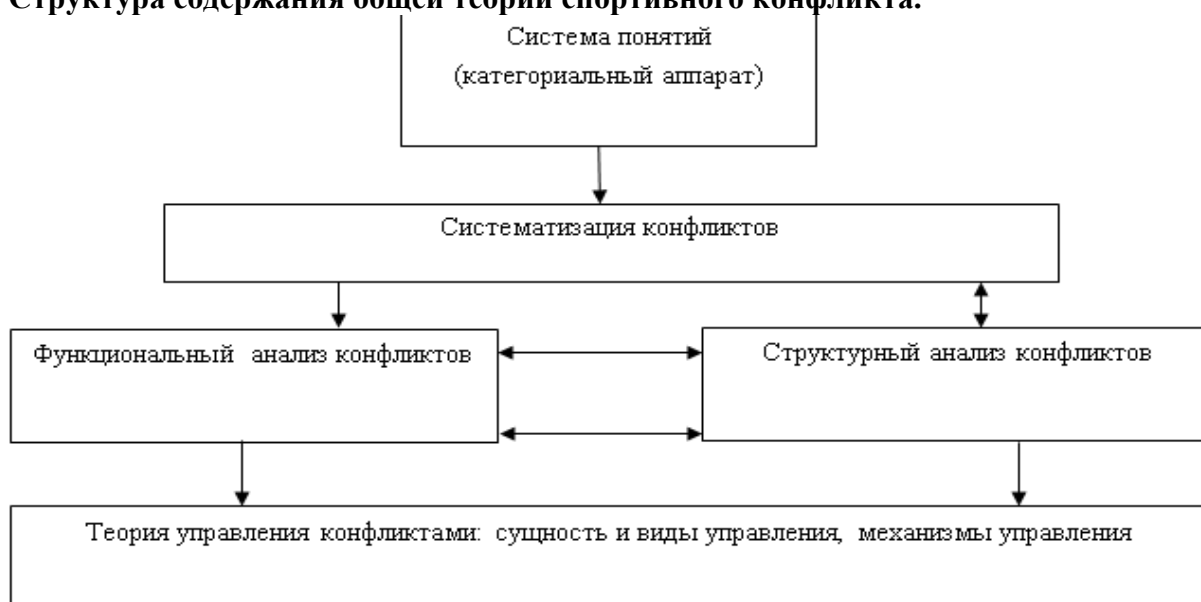 Структура содержания общей теории спортивного конфликта.
Система понятий
(категориальный аппарат)
Систематизация конфликтов
Функциональный анализ конфликтов
Структурный анализ конфликтов
Теория управления конфликтами: сущность и виды управления, механизмы управления